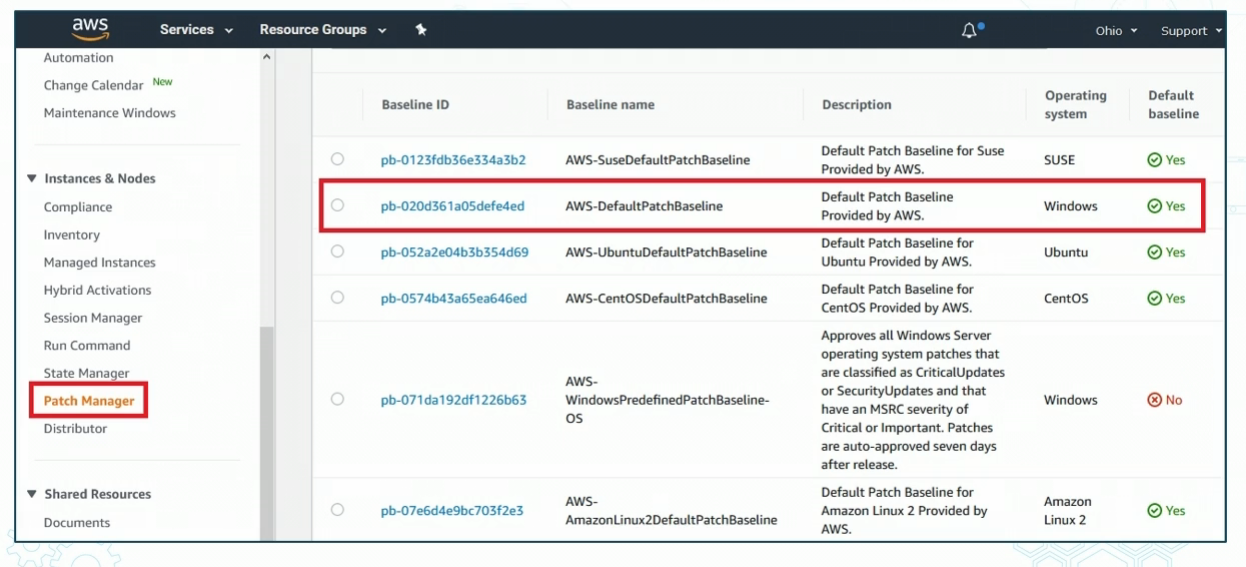 aws Services Resource Groups Ohio Support
Automation
Change Calendar New
Maintenance Windows
Instances & Nodes
Compliance
Inventory
Managed Instances
Hybrid Activations
Session Manager
Run Command
State Manager
Patch Manager
Distributor
Shared Resources
Documents
Baseline ID
Baseline name
Description
Operating
system
Default
baseline
pb-0123fdb36e334a3b2
AWS-SuseDefaultPatchBaseline
Default Patch Baseline for Suse
Provided by AWS.
SUSE
Yes
pb-020d361a05defe4ed
AWS-DefaultPatchBaseline
Default Patch Baseline
Provided by AWS.
Windows
Yes
pb-052a2e04b3b354d69
AWS-UbuntuDefaultPatchBaseline
Default Patch Baseline for
Ubuntu Provided by AWS.
Ubuntu
Yes
pb-0574b43a65ea646ed
AWS-CentOSDefaultPatchBaseline
Default Patch Baseline for
CentOS Provided by AWS.
CentOS
Yes
pb-071da192df1226b63
AWS-
WindowsPredefinedPatchBaseline-
OS
Approves all Windows Server
operating system patches that
are classified as CriticalUpdates
or SecurityUpdates and that
have an MSRC severity of
Critical or Important. Patches
are auto-approved seven days
after release.
Windows
No
pb-07e6d4e9bc703f2e3
AWS-
AmazonLinux2DefaultPatchBaseline
Default Patch Baseline for
Amazon Linux 2 Provided by
AWS.
Amazon
Linux 2
Yes